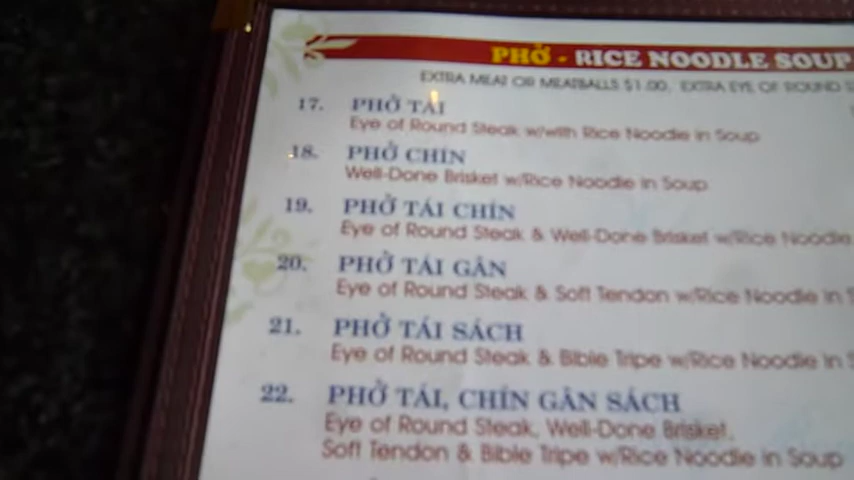 PHỞ - RICE NOODLE SOUP
EXTRA MEAT OR MEATBALLS $1.00, EXTRA EYE OF ROUND
17. PHỞ TÁI
Eye of Round Steak w/with Rice Noodle in Soup
18. PHỞ CHÍN
Well-Done Brisket w/Rice Noodle in Soup
19. PHỞ TÁI CHÍN
Eye of Round Steak & Well-Done Brisket w/Rice Noodle
20. PHỞ TÁI GÂN
Eye of Round Steak & Soft Tendon w/Rice Noodle in
21. PHỞ TÁI SÁCH
Eye of Round Steak & Bible Tripe w/Rice Noodle in
22. PHỞ TÁI, CHÍN GÂN SÁCH
Eye of Round Steak, Well-Done Brisket,
Soft Tendon & Bible Tripe w/Rice Noodle in Soup